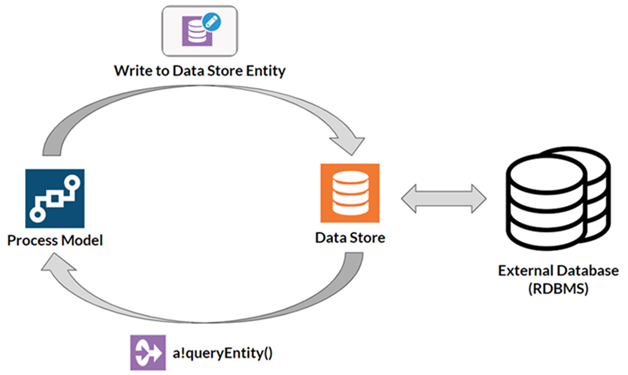 Write to Data Store Entity
Process Model
Data Store
External Database
(RDBMS)
a!queryEntity()